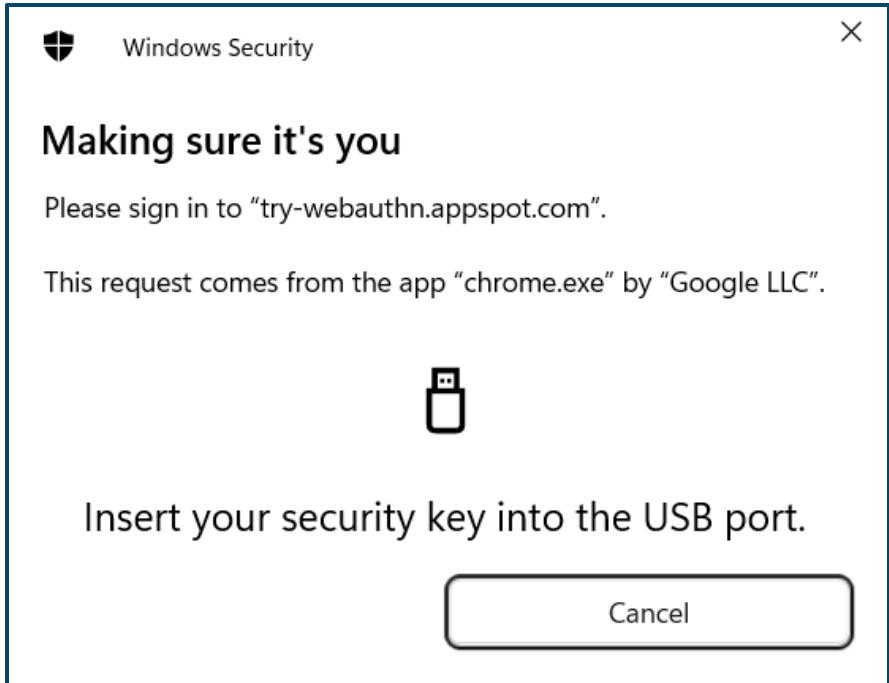 Windows Security
Making sure it's you
Please sign in to “try-webauthn.appspot.com”.
This request comes from the app “chrome.exe” by “Google LLC”.
Insert your security key into the USB port.
Cancel